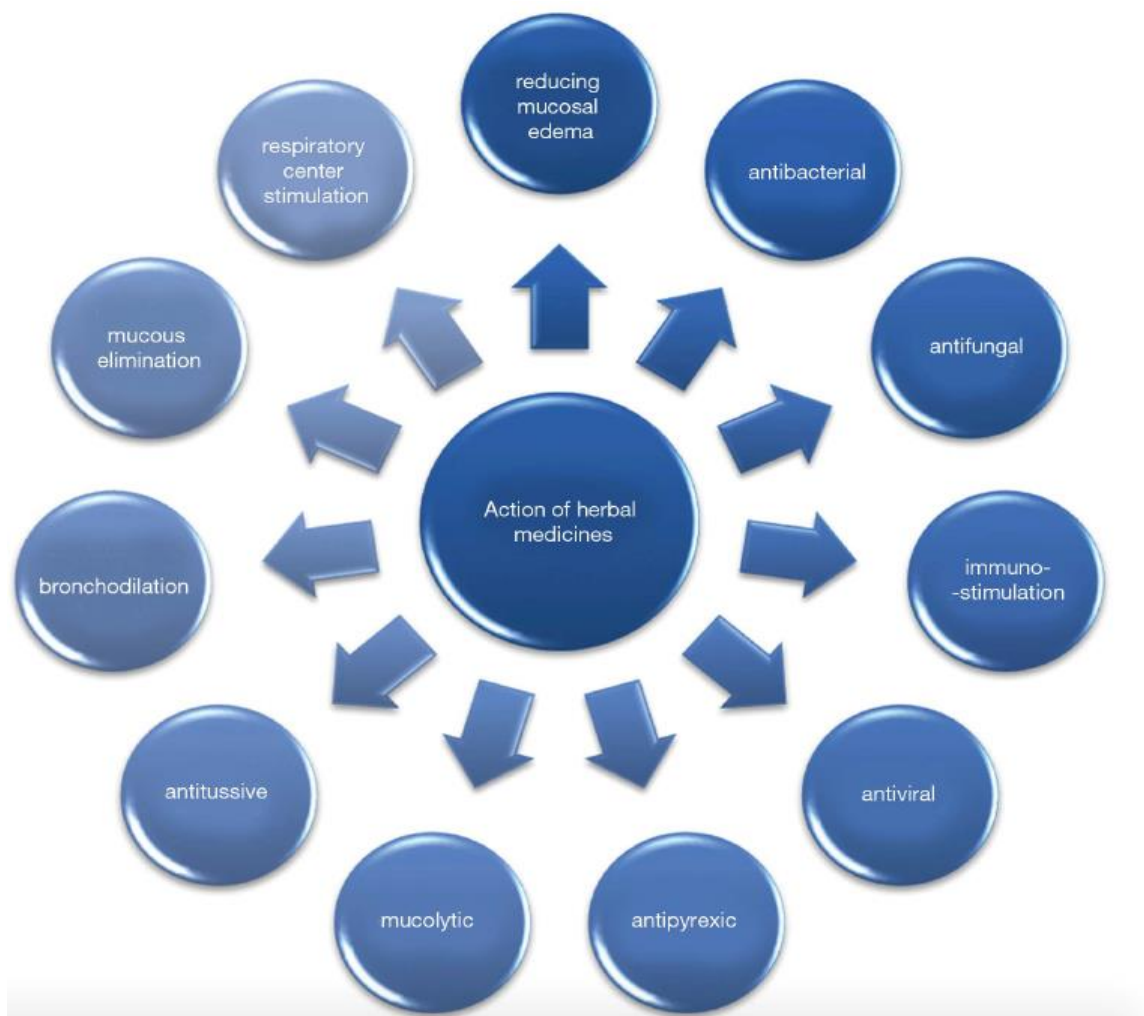 reducing
mucosal
edema
antibacterial
antifungal
immuno-
-stimulation
antiviral
antipyrexic
mucolytic
antitussive
bronchodilation
mucous
elimination
respiratory
center
stimulation
Action of herbal
medicines